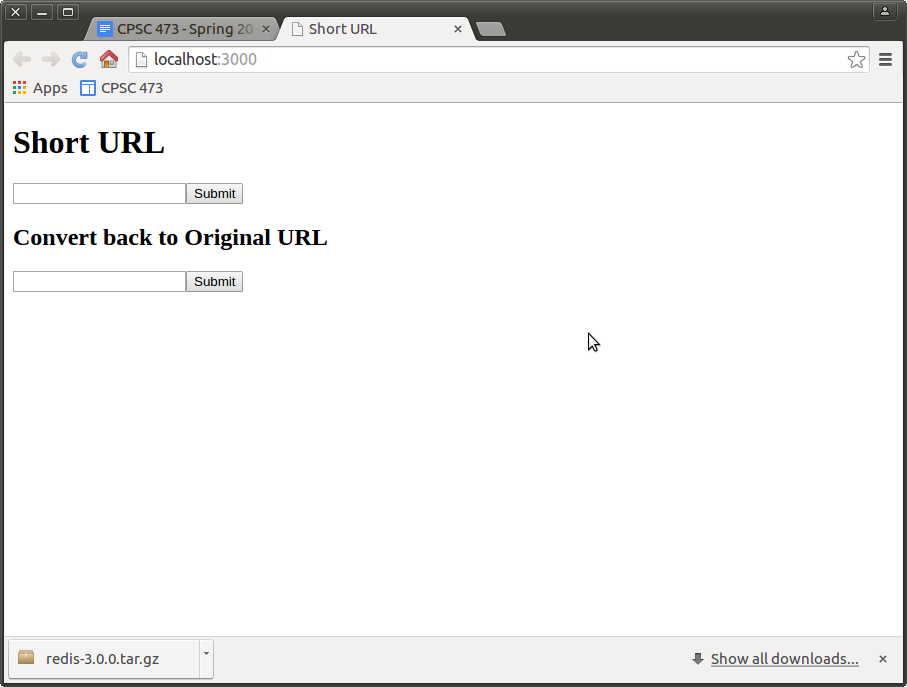 CPSC 473 - Spring 20
Short URL
localhost:3000
Apps
CPSC 473
Short URL
Submit
Convert back to Original URL
Submit
redis-3.0.0.tar.gz
Show all downloads...